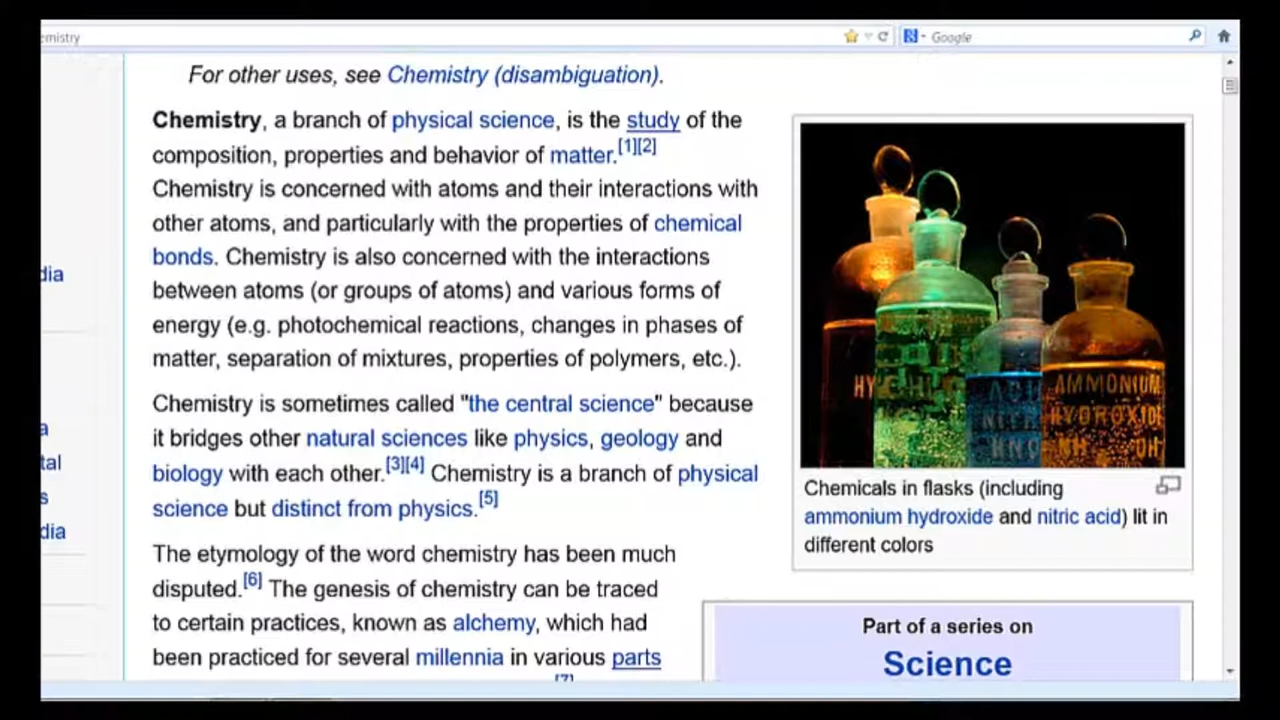 emistry
Google
For other uses, see Chemistry (disambiguation).
Chemistry, a branch of physical science, is the study of the
composition, properties and behavior of matter.[1][2]
Chemistry is concerned with atoms and their interactions with
other atoms, and particularly with the properties of chemical
bonds. Chemistry is also concerned with the interactions
between atoms (or groups of atoms) and various forms of
energy (e.g. photochemical reactions, changes in phases of
matter, separation of mixtures, properties of polymers, etc.).
Chemistry is sometimes called "the central science" because
it bridges other natural sciences like physics, geology and
biology with each other.[3][4] Chemistry is a branch of physical
science but distinct from physics.[5]
The etymology of the word chemistry has been much
disputed.[6] The genesis of chemistry can be traced
to certain practices, known as alchemy, which had
been practiced for several millennia in various parts
[7]
dia
a
tal
s
dia
HY
ACID
NITR
HNO
AMMONIUM
HYDROXIDE
NH OH
Chemicals in flasks (including
ammonium hydroxide and nitric acid) lit in
different colors
Part of a series on
Science